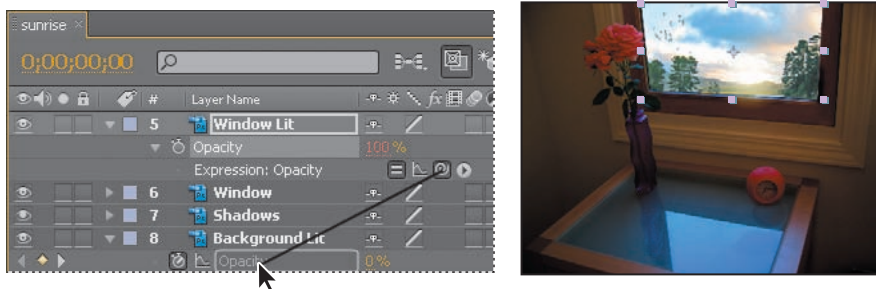 sunrise ×
0;00;00;00
# Layer Name
5 Window Lit
Opacity 100 %
Expression: Opacity
6 Window
7 Shadows
8 Background Lit
Opacity 0 %